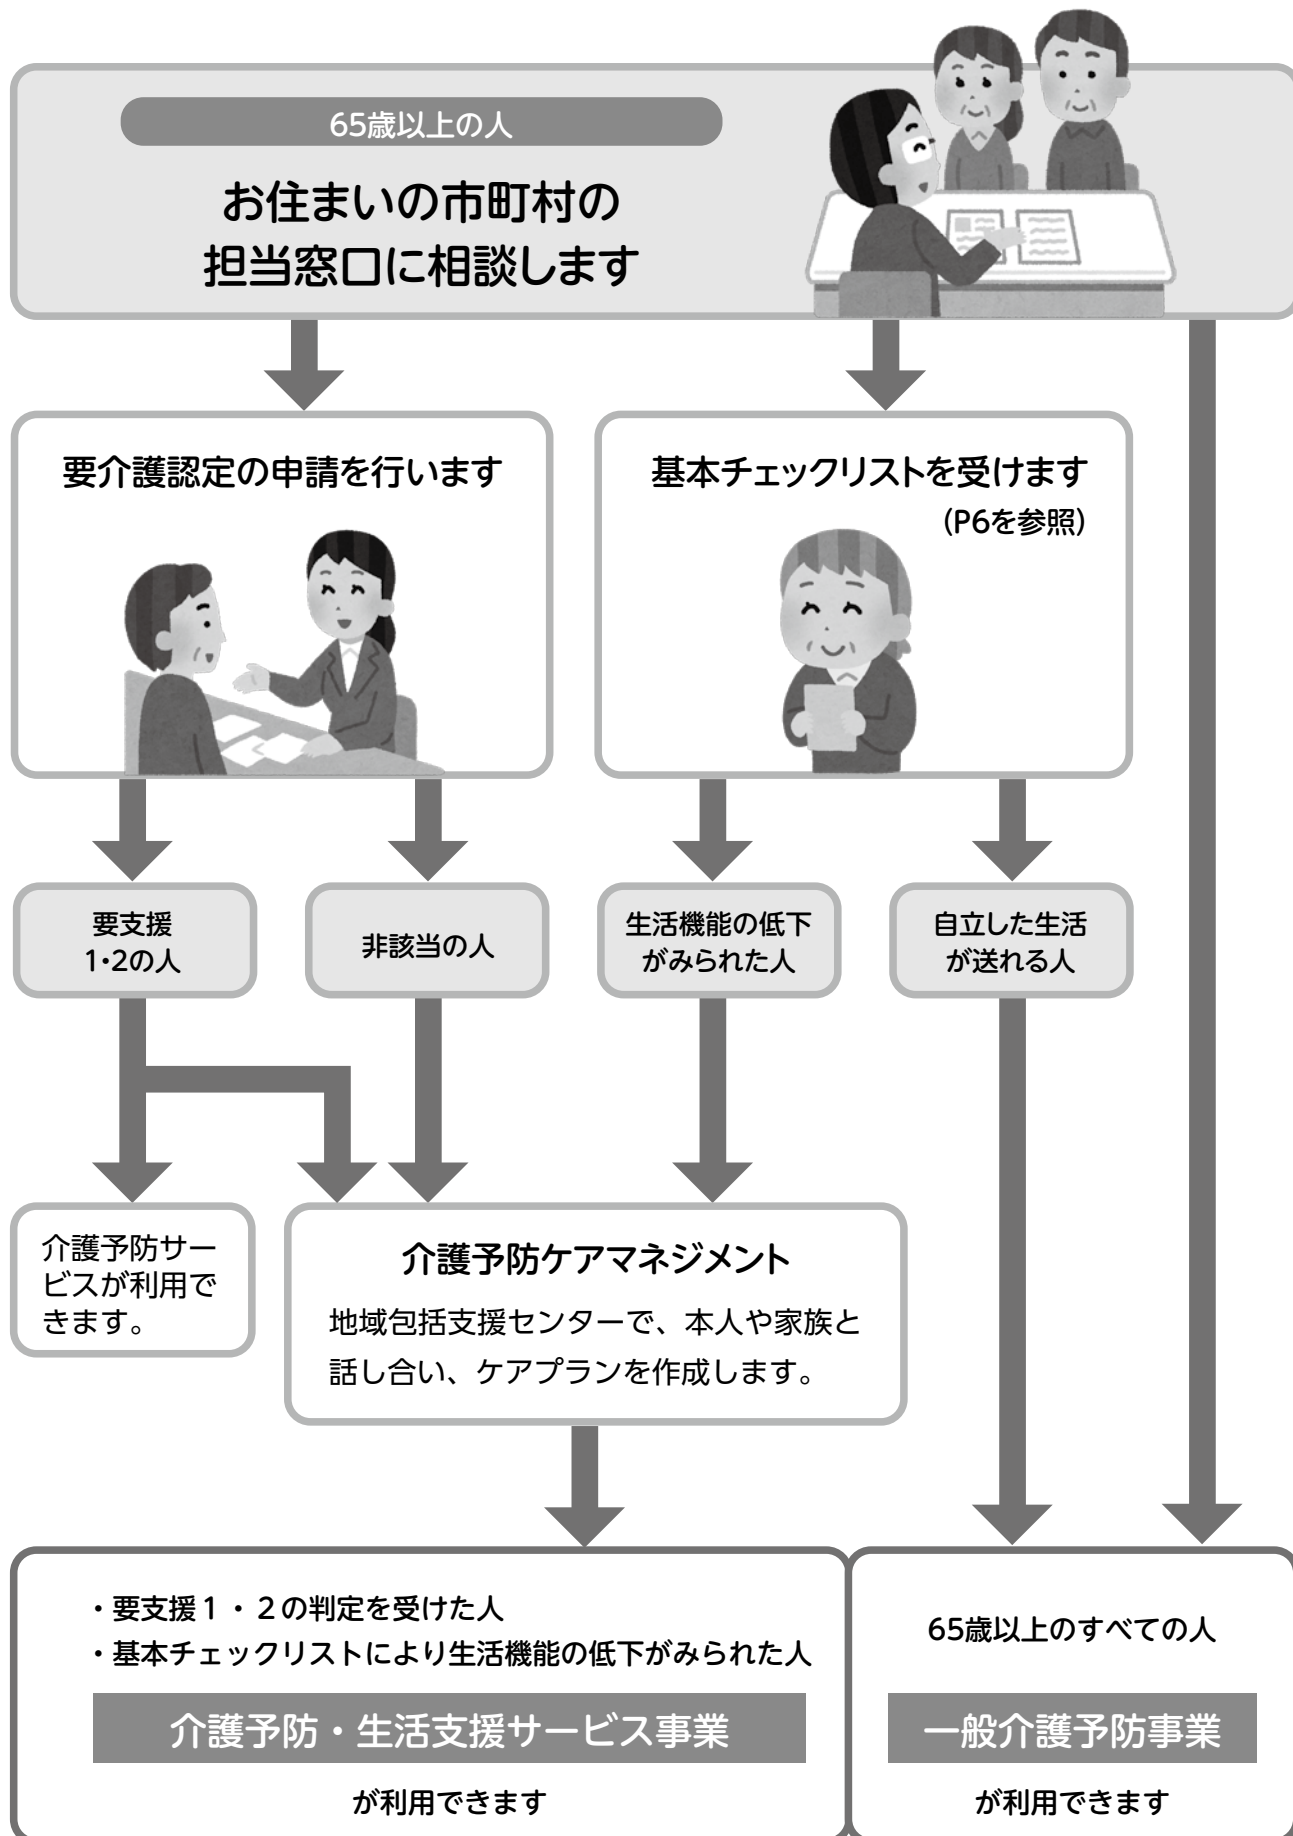 65歳以上の人
お住まいの市町村の
担当窓口に相談します
要介護認定の申請を行います
基本チェックリストを受けます
(P6を参照)
要支援
1・2の人
非該当の人
生活機能の低下
がみられた人
自立した生活
が送れる人
介護予防サー
ビスが利用で
きます。
介護予防ケアマネジメント
地域包括支援センターで、本人や家族と
話し合い、ケアプランを作成します。
・要支援１・２の判定を受けた人
・基本チェックリストにより生活機能の低下がみられた人
介護予防・生活支援サービス事業
が利用できます
65歳以上のすべての人
一般介護予防事業
が利用できます